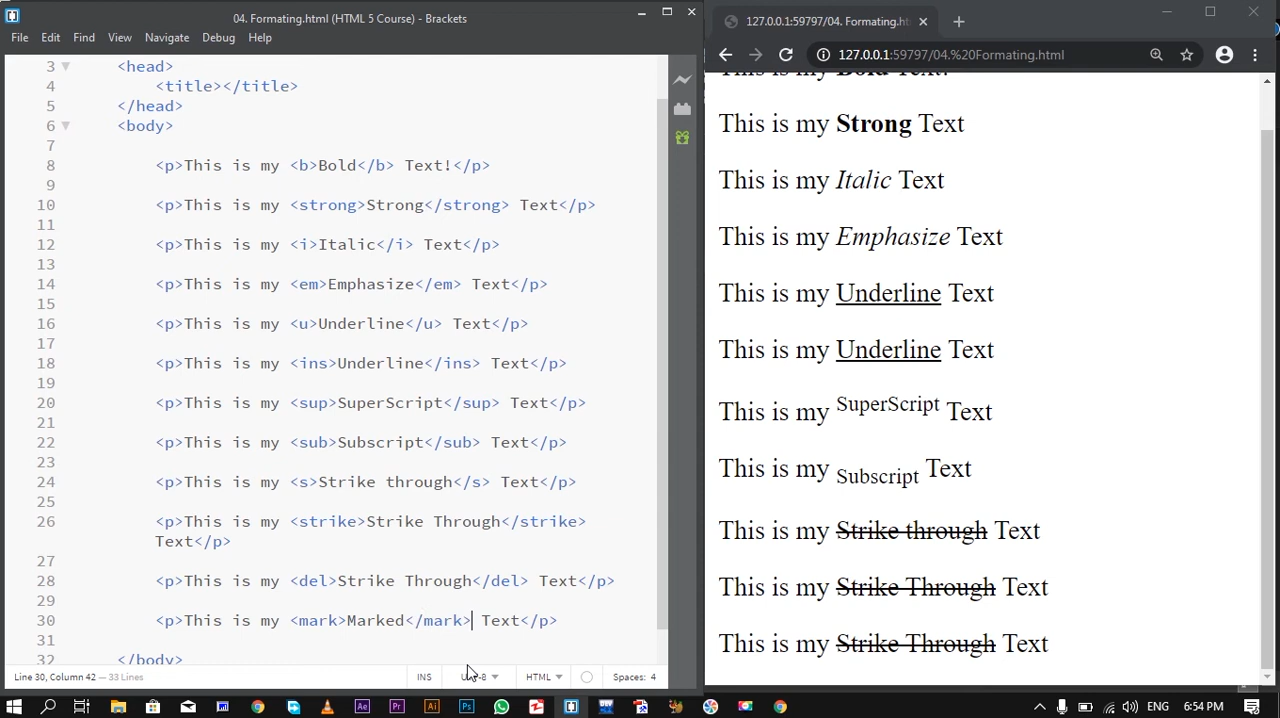 04. Formating.html (HTML 5 Course) - Brackets
File Edit Find View Navigate Debug Help
3 <head>
4 <title></title>
5 </head>
6 <body>
7
8 <p>This is my <b>Bold</b> Text!</p>
9
10 <p>This is my <strong>Strong</strong> Text</p>
11
12 <p>This is my <i>Italic</i> Text</p>
13
14 <p>This is my <em>Emphasize</em> Text</p>
15
16 <p>This is my <u>Underline</u> Text</p>
17
18 <p>This is my <ins>Underline</ins> Text</p>
19
20 <p>This is my <sup>SuperScript</sup> Text</p>
21
22 <p>This is my <sub>Subscript</sub> Text</p>
23
24 <p>This is my <s>Strike through</s> Text</p>
25
26 <p>This is my <strike>Strike Through</strike>
Text</p>
27
28 <p>This is my <del>Strike Through</del> Text</p>
29
30 <p>This is my <mark>Marked</mark> Text</p>
31
32 </body>
Line 30, Column 42 — 33 Lines
INS
HTML
Spaces: 4
127.0.0.1:59797/04. Formating.ht
127.0.0.1:59797/04.%20Formating.html
This is my Bold Text!
This is my Strong Text
This is my Italic Text
This is my Emphasize Text
This is my Underline Text
This is my Underline Text
This is my SuperScript Text
This is my Subscript Text
This is my Strike through Text
This is my Strike Through Text
This is my Strike Through Text
Ae Pr Ai Ps
6:54 PM